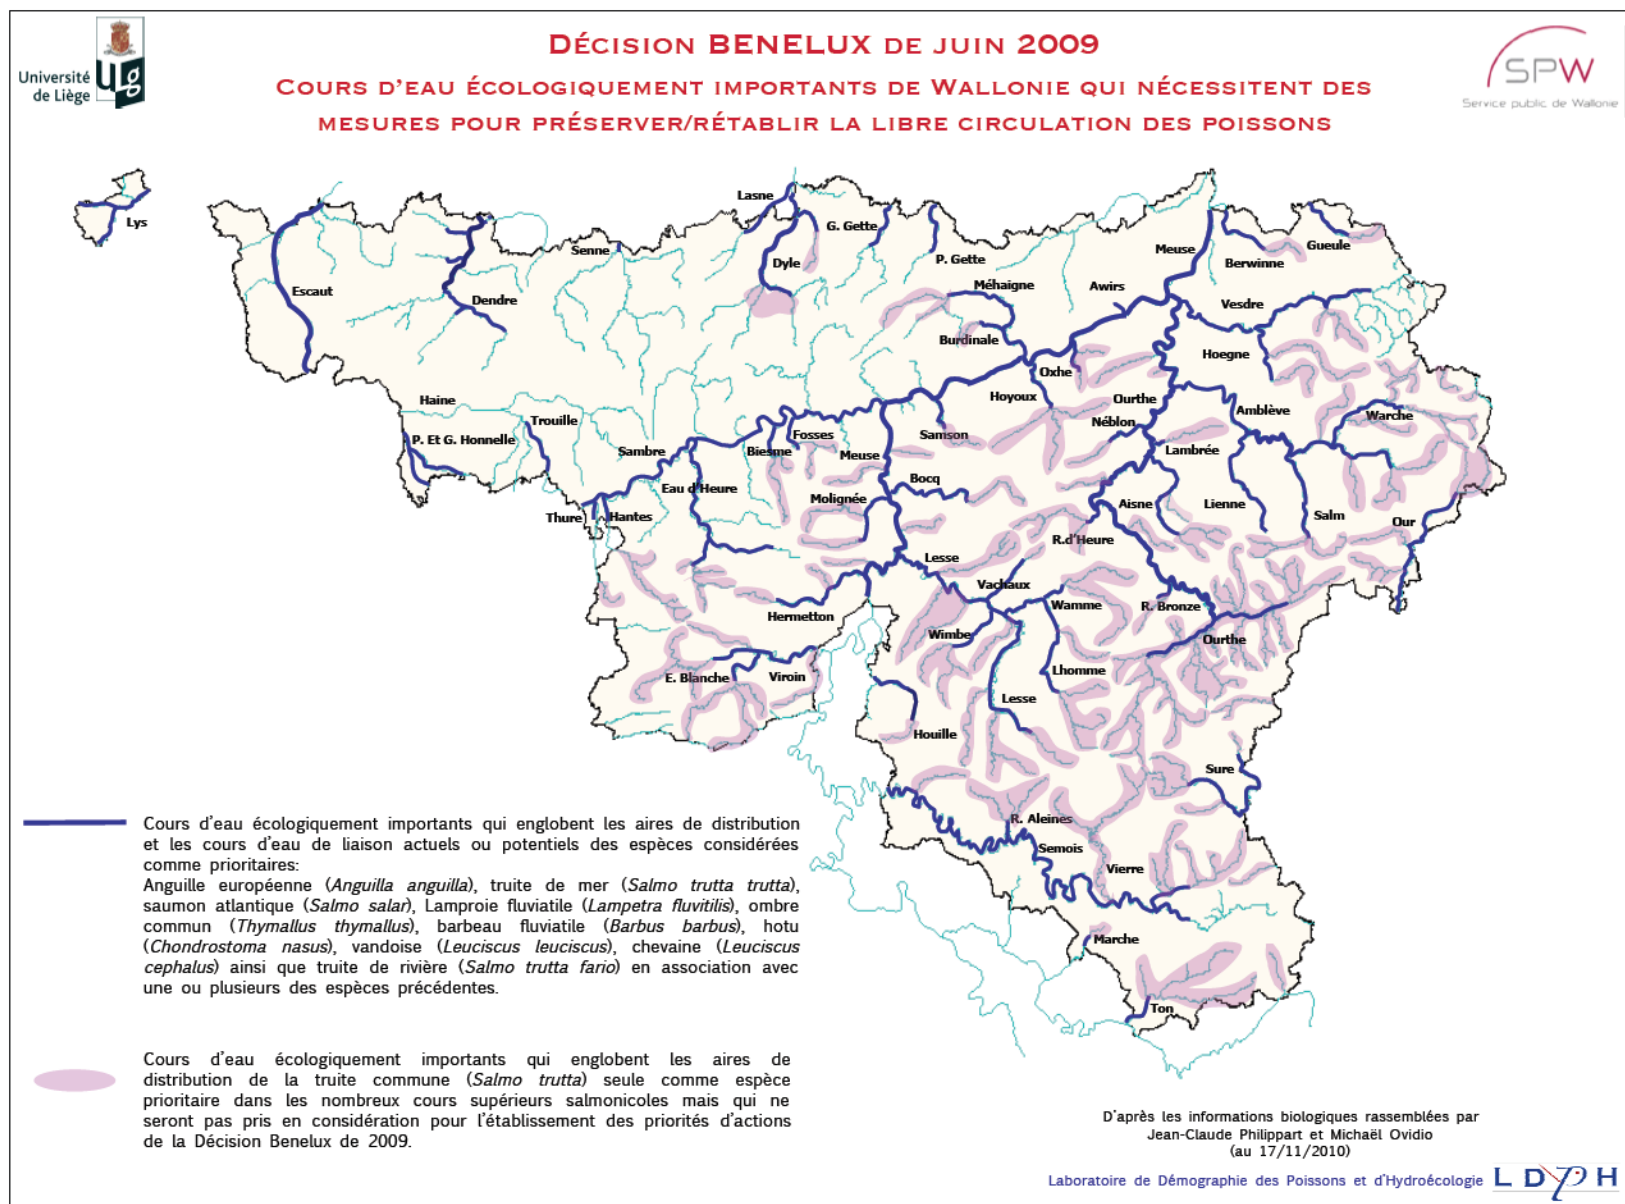 DÉCISION BENELUX DE JUIN 2009
COURS D'EAU ÉCOLOGIQUEMENT IMPORTANTS DE WALLONIE QUI NÉCESSITENT DES
MESURES POUR PRÉSERVER/RÉTABLIR LA LIBRE CIRCULATION DES POISSONS
Université
de Liège
ULg
SPW
Service public de Wallonie
Lys
Lasne
G. Gette
Senne
Dyle
P. Gette
Meuse
Gueule
Berwinne
Escaut
Dendre
Méhaigne
Awirs
Vesdre
Burdinale
Hoegne
Oxhe
Haine
Hoyoux
Ourthe
Amblève
Warche
Trouille
Néblon
P. Et G. Honnelle
Fosses
Samson
Sambre
Biesme
Meuse
Lambrée
Bocq
Eau d'Heure
Molignée
Aisne
Lienne
Thure
Hantes
Salm
Our
R.d'Heure
Lesse
Vachaux
Wamme
R. Bronze
Hermetton
Wimbe
Ourthe
E. Blanche
Viroin
Lhomme
Lesse
Houille
Sure
R. Aleines
Semois
Vierre
Marche
Ton
Cours d'eau écologiquement importants qui englobent les aires de distribution
et les cours d'eau de liaison actuels ou potentiels des espèces considérées
comme prioritaires:
Anguille européenne (Anguilla anguilla), truite de mer (Salmo trutta trutta),
saumon atlantique (Salmo salar), Lamproie fluviatile (Lampetra fluvitilis), ombre
commun (Thymallus thymallus), barbeau fluviatile (Barbus barbus), hotu
(Chondrostoma nasus), vandoise (Leuciscus leuciscus), chevaine (Leuciscus
cephalus) ainsi que truite de rivière (Salmo trutta fario) en association avec
une ou plusieurs des espèces précédentes.
Cours d'eau écologiquement importants qui englobent les aires de
distribution de la truite commune (Salmo trutta) seule comme espèce
prioritaire dans les nombreux cours supérieurs salmonicoles mais qui ne
seront pas pris en considération pour l'établissement des priorités d'actions
de la Décision Benelux de 2009.
D'après les informations biologiques rassemblées par
Jean-Claude Philippart et Michaël Ovidio
(au 17/11/2010)
Laboratoire de Démographie des Poissons et d'Hydroécologie LDPH